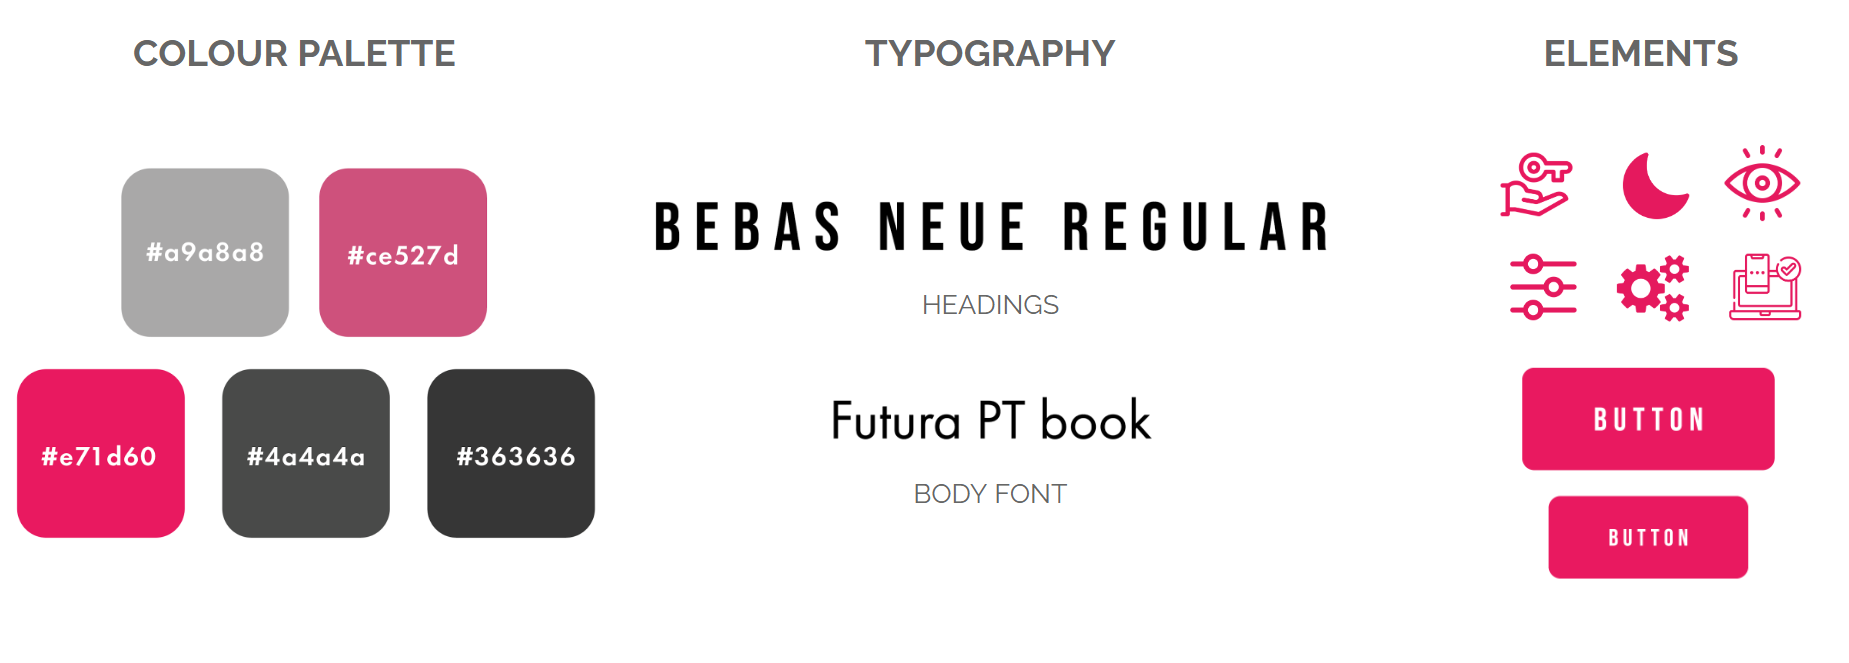 COLOUR PALETTE
#a9a8a8
#ce527d
#e71d60
#4a4a4a
#363636
TYPOGRAPHY
BEBAS NEUE REGULAR
HEADINGS
Futura PT book
BODY FONT
ELEMENTS
BUTTON
BUTTON